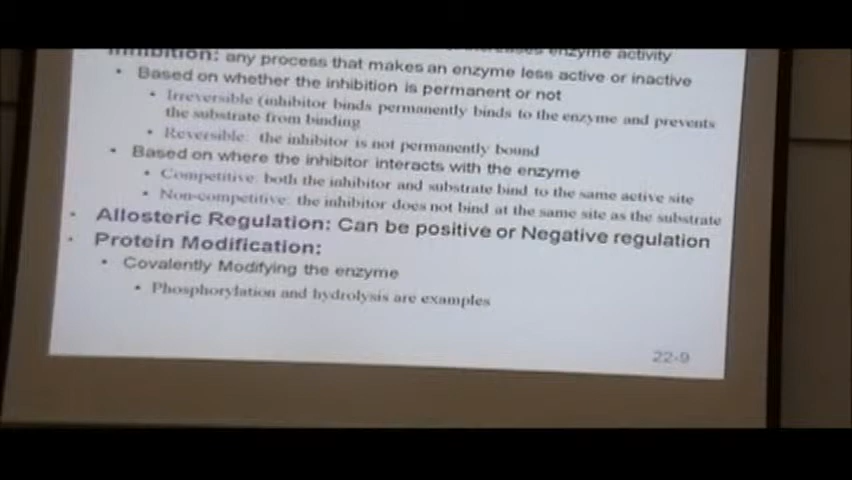 increases enzyme activity
Inhibition: any process that makes an enzyme less active or inactive
• Based on whether the inhibition is permanent or not
• Irreversible (inhibitor binds permanently binds to the enzyme and prevents
the substrate from binding
• Reversible: the inhibitor is not permanently bound
• Based on where the inhibitor interacts with the enzyme
• Competitive: both the inhibitor and substrate bind to the same active site
• Non-competitive: the inhibitor does not bind at the same site as the substrate
• Allosteric Regulation: Can be positive or Negative regulation
• Protein Modification:
• Covalently Modifying the enzyme
• Phosphorylation and hydrolysis are examples
22-9